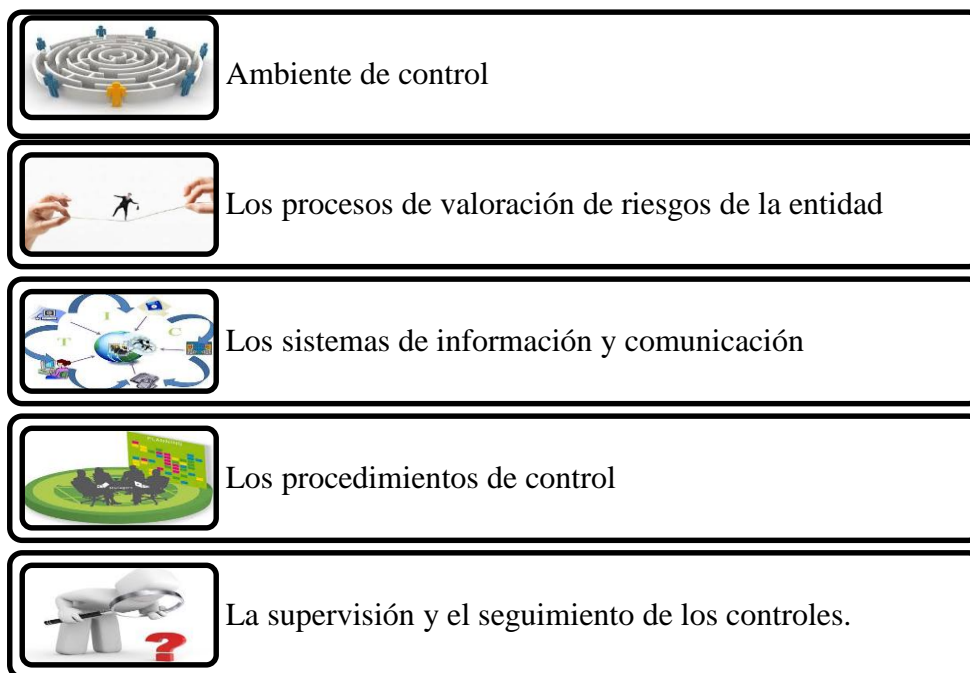 Ambiente de control
Los procesos de valoración de riesgos de la entidad
I
T
C
Los sistemas de información y comunicación
PLANNING
Los procedimientos de control
La supervisión y el seguimiento de los controles.
?